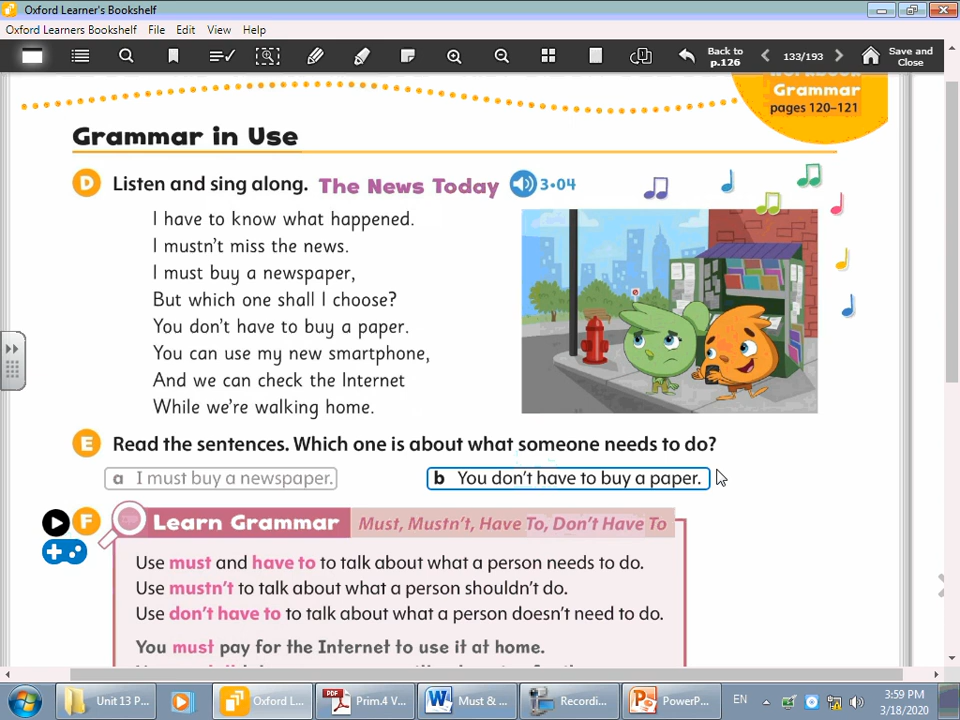 Oxford Learner's Bookshelf
Oxford Learners Bookshelf File Edit View Help
Back to p.126
133/193
Save and Close
Grammar
pages 120–121
Grammar in Use
D Listen and sing along. The News Today 3•04
I have to know what happened.
I mustn't miss the news.
I must buy a newspaper,
But which one shall I choose?
You don't have to buy a paper.
You can use my new smartphone,
And we can check the Internet
While we're walking home.
E Read the sentences. Which one is about what someone needs to do?
a I must buy a newspaper.
b You don't have to buy a paper.
F Learn Grammar Must, Mustn't, Have To, Don't Have To
Use must and have to to talk about what a person needs to do.
Use mustn't to talk about what a person shouldn't do.
Use don't have to to talk about what a person doesn't need to do.
You must pay for the Internet to use it at home.
Unit 13 P...
Oxford L...
Prim.4 V...
Must & ...
Recordin...
PowerP...
EN
3:59 PM
3/18/2020